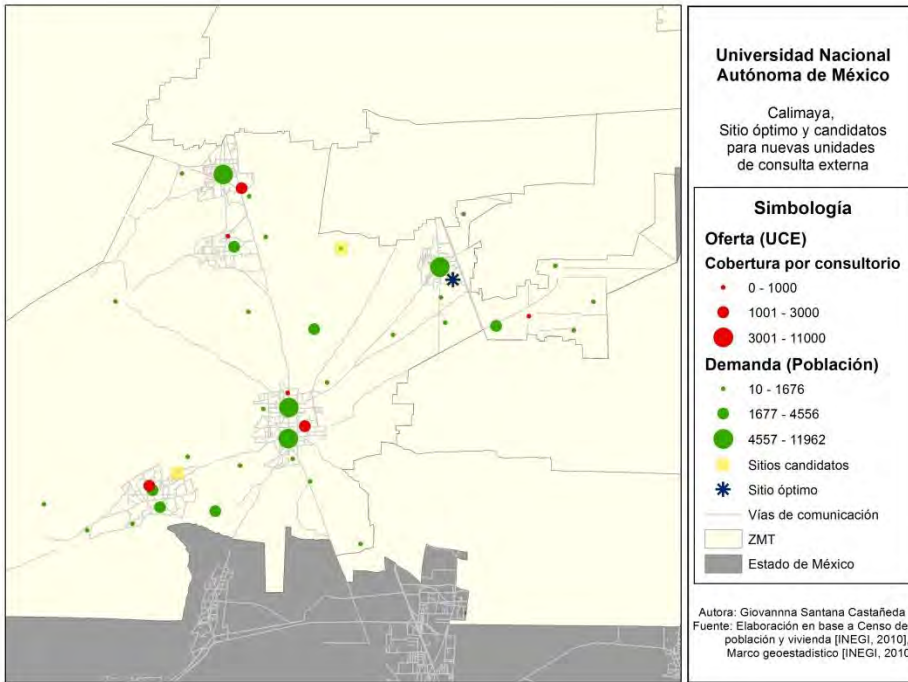 Universidad Nacional
Autónoma de México
Calimaya,
Sitio óptimo y candidatos
para nuevas unidades
de consulta externa
Simbología
Oferta (UCE)
Cobertura por consultorio
0 - 1000
1001 - 3000
3001 - 11000
Demanda (Población)
10 - 1676
1677 - 4556
4557 - 11962
Sitios candidatos
Sitio óptimo
Vías de comunicación
ZMT
Estado de México
Autora: Giovannna Santana Castañeda
Fuente: Elaboración en base a Censo de
población y vivienda [INEGI, 2010],
Marco geoestadistico [INEGI, 2010